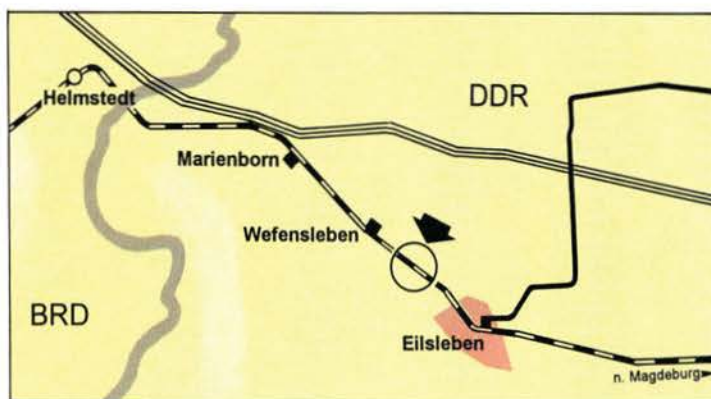 Helmstedt
DDR
Marienborn
Wefensleben
BRD
Eilsleben
n. Magdeburg